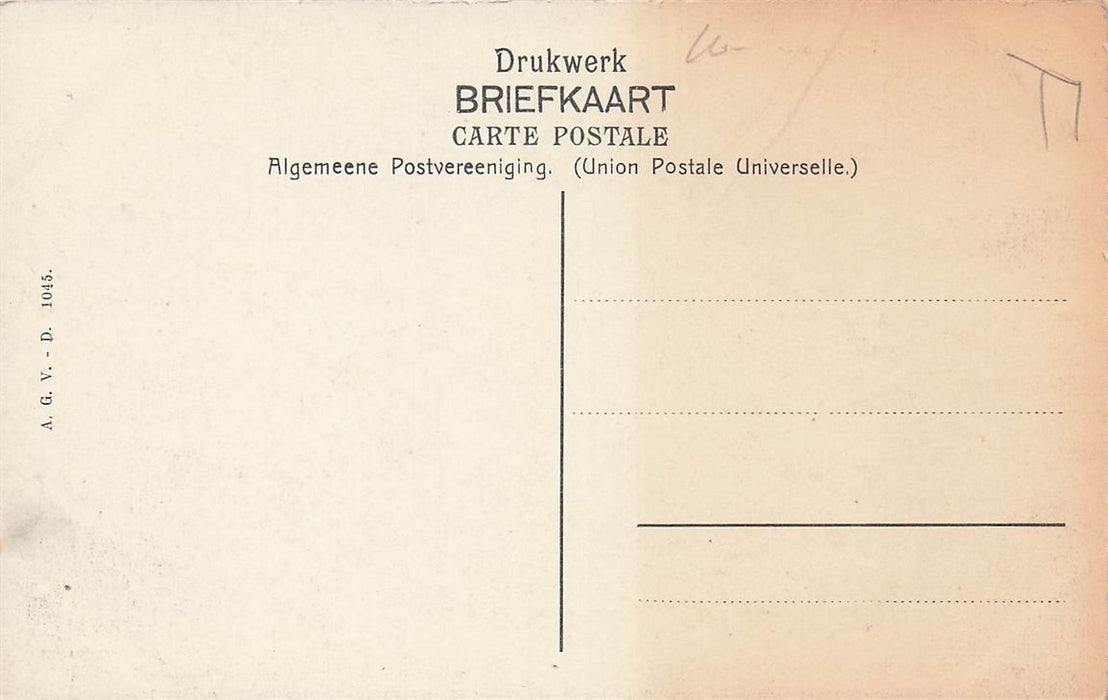 Drukwerk
BRIEFKAART
CARTE POSTALE
Algemeene Postvereeniging. (Union Postale Universelle.)
A. G. V. - D. 1045.